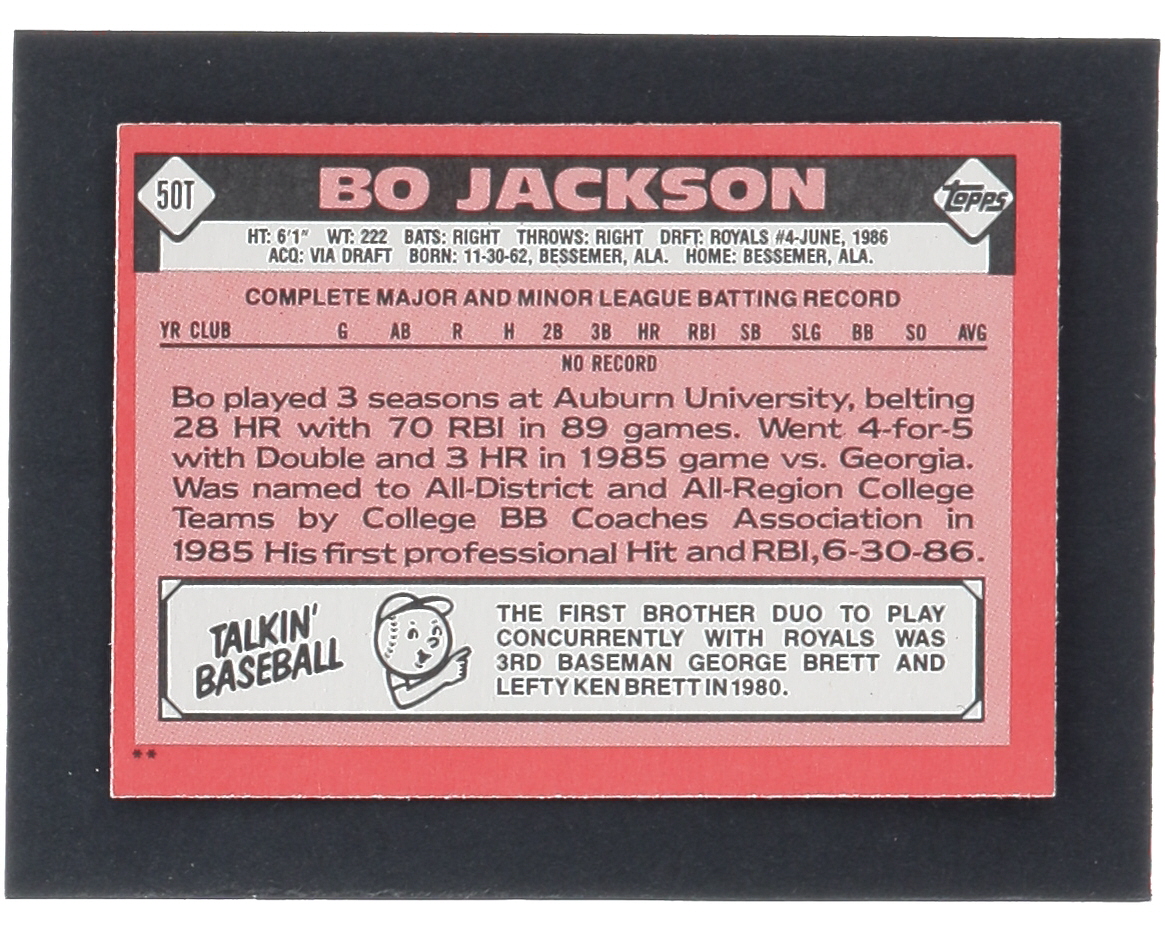 50T
BO JACKSON
TOPPS
HT: 6'1" WT: 222 BATS: RIGHT THROWS: RIGHT DRFT: ROYALS #4-JUNE, 1986
ACQ: VIA DRAFT BORN: 11-30-62, BESSEMER, ALA. HOME: BESSEMER, ALA.
COMPLETE MAJOR AND MINOR LEAGUE BATTING RECORD
YR CLUB G AB R H 2B 3B HR RBI SB SLG BB SO AVG
NO RECORD
Bo played 3 seasons at Auburn University, belting
28 HR with 70 RBI in 89 games. Went 4-for-5
with Double and 3 HR in 1985 game vs. Georgia.
Was named to All-District and All-Region College
Teams by College BB Coaches Association in
1985 His first professional Hit and RBI, 6-30-86.
TALKIN'
BASEBALL
THE FIRST BROTHER DUO TO PLAY
CONCURRENTLY WITH ROYALS WAS
3RD BASEMAN GEORGE BRETT AND
LEFTY KEN BRETT IN 1980.
**